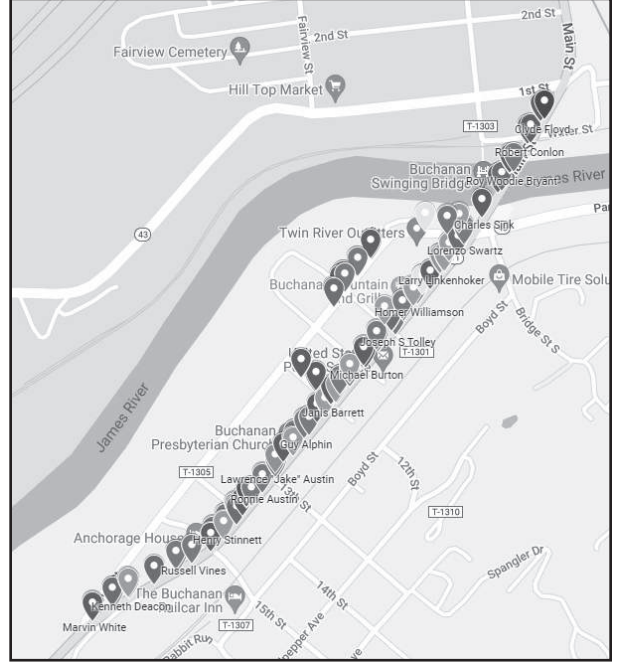 2nd St
2nd St
Fairview Cemetery
Fairview St
Main St
Hill Top Market
1st St
T-1303
Clyde Floyd
Robert Conlon
Buchanan
Swinging Bridge
Roy Woodie Bryant
James River
43
Twin River Outfitters
Charles Sink
Lorenzo Swartz
Larry Linkenhoker
Mobile Tire Solu
Homer Williamson
Boyd St
Bridge St S
Joseph S Tolley
T-1301
Michael Burton
James River
Janis Barrett
Buchanan
Presbyterian Church
Guy Alphin
Boyd St
12th St
T-1305
Lawrence "Jake" Austin
13th St
Ronnie Austin
T-1310
Anchorage House
Henry Stinnett
Spangler Dr
Russell Vines
14th St
Kenneth Deacon
The Buchanan
Railcar Inn
Marvin White
T-1307
15th St